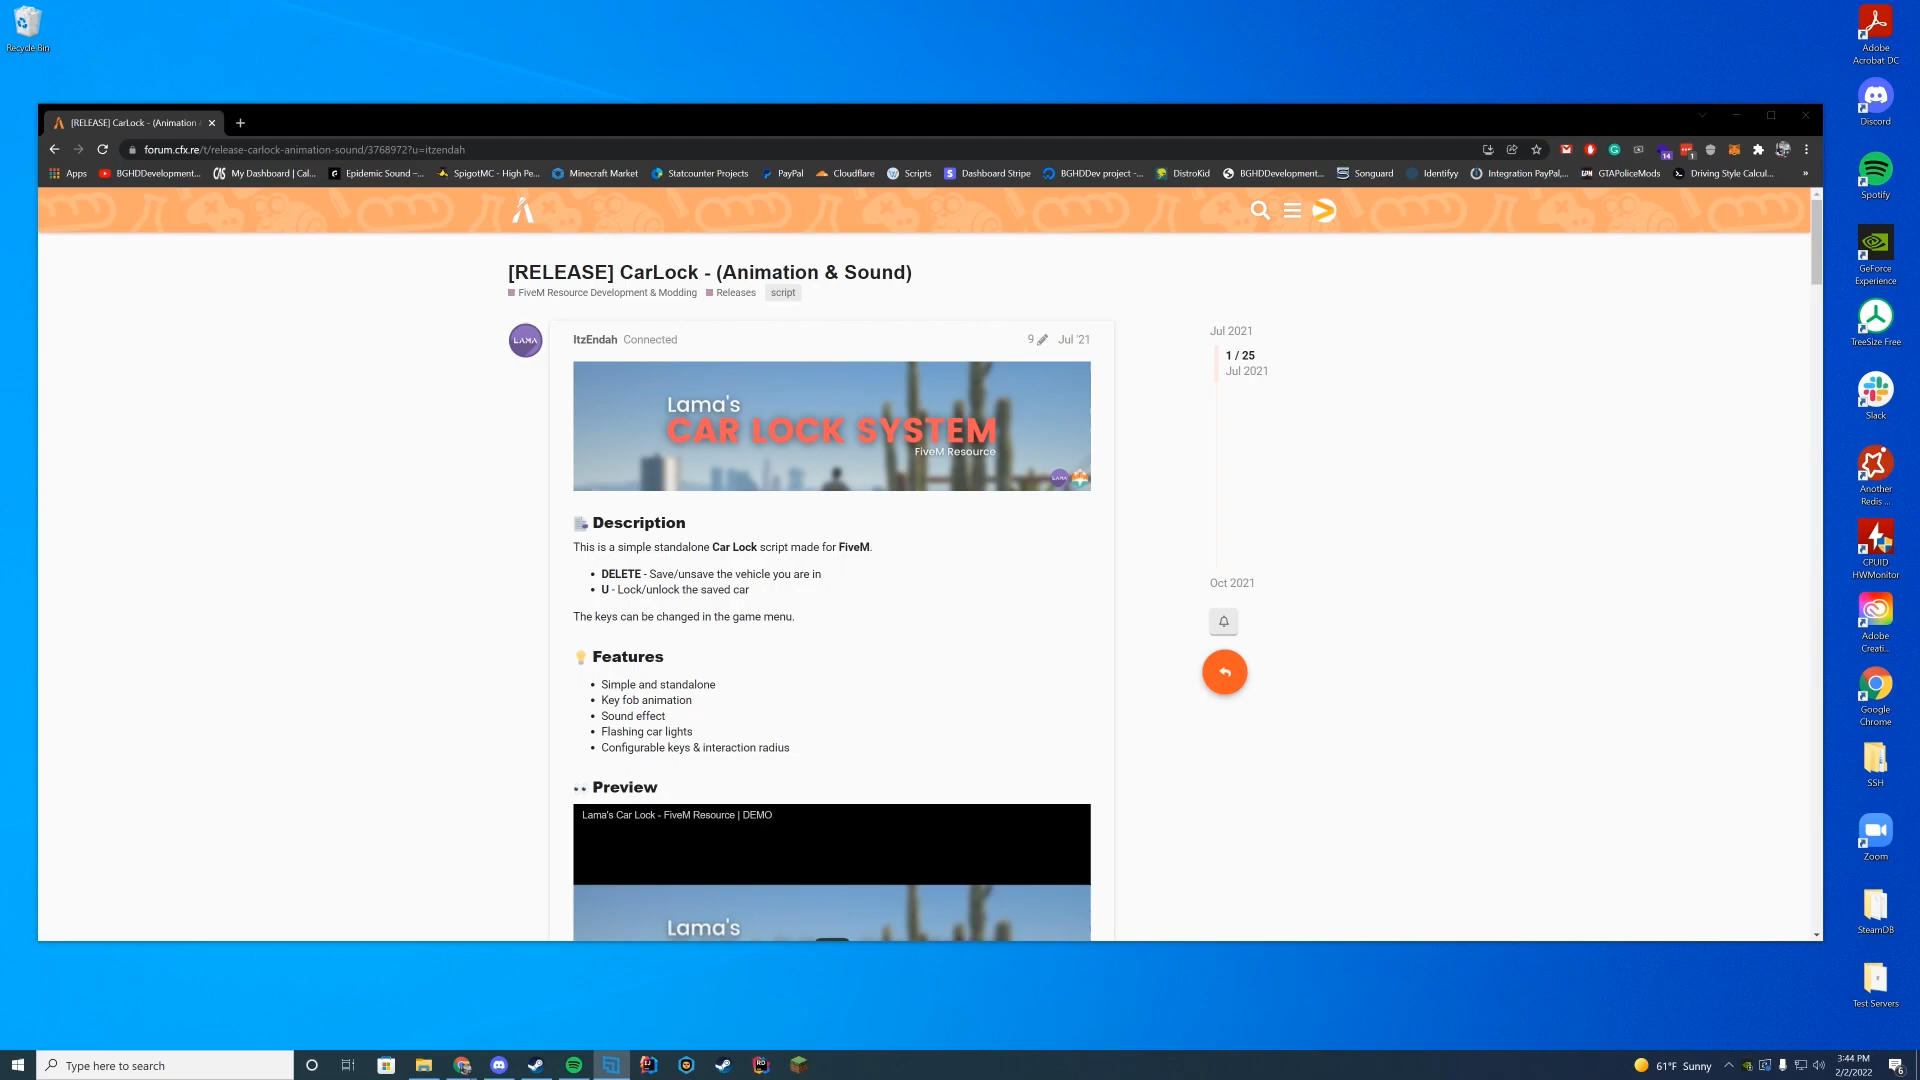 Recycle Bin
[RELEASE] CarLock - (Animation
forum.cfx.re/t/release-carlock-animation-sound/3768972?u=itzendah
14
1
Apps
BGHDDevelopment...
My Dashboard | Cal...
Epidemic Sound –...
SpigotMC - High Pe...
Minecraft Market
Statcounter Projects
PayPal
Cloudflare
Scripts
Dashboard Stripe
BGHDDev project -...
DistroKid
BGHDDevelopment...
Songuard
Identifyy
Integration PayPal,...
GTAPoliceMods
Driving Style Calcul...
»
[RELEASE] CarLock - (Animation & Sound)
FiveM Resource Development & Modding Releases script
LAMA
ItzEndah Connected
9 Jul '21
Lama's
CAR LOCK SYSTEM
FiveM Resource
LAMA
Description
This is a simple standalone Car Lock script made for FiveM.
• DELETE - Save/unsave the vehicle you are in
• U - Lock/unlock the saved car
The keys can be changed in the game menu.
Features
• Simple and standalone
• Key fob animation
• Sound effect
• Flashing car lights
• Configurable keys & interaction radius
Preview
Lama's Car Lock - FiveM Resource | DEMO
Lama's
Jul 2021
1 / 25
Jul 2021
Oct 2021
Adobe
Acrobat DC
Discord
Spotify
GeForce
Experience
TreeSize Free
Slack
Another
Redis ...
CPUID
HWMonitor
Adobe
Creati...
Google
Chrome
SSH
Zoom
SteamDB
Test Servers
Type here to search
61°F Sunny
3:44 PM
2/2/2022
6